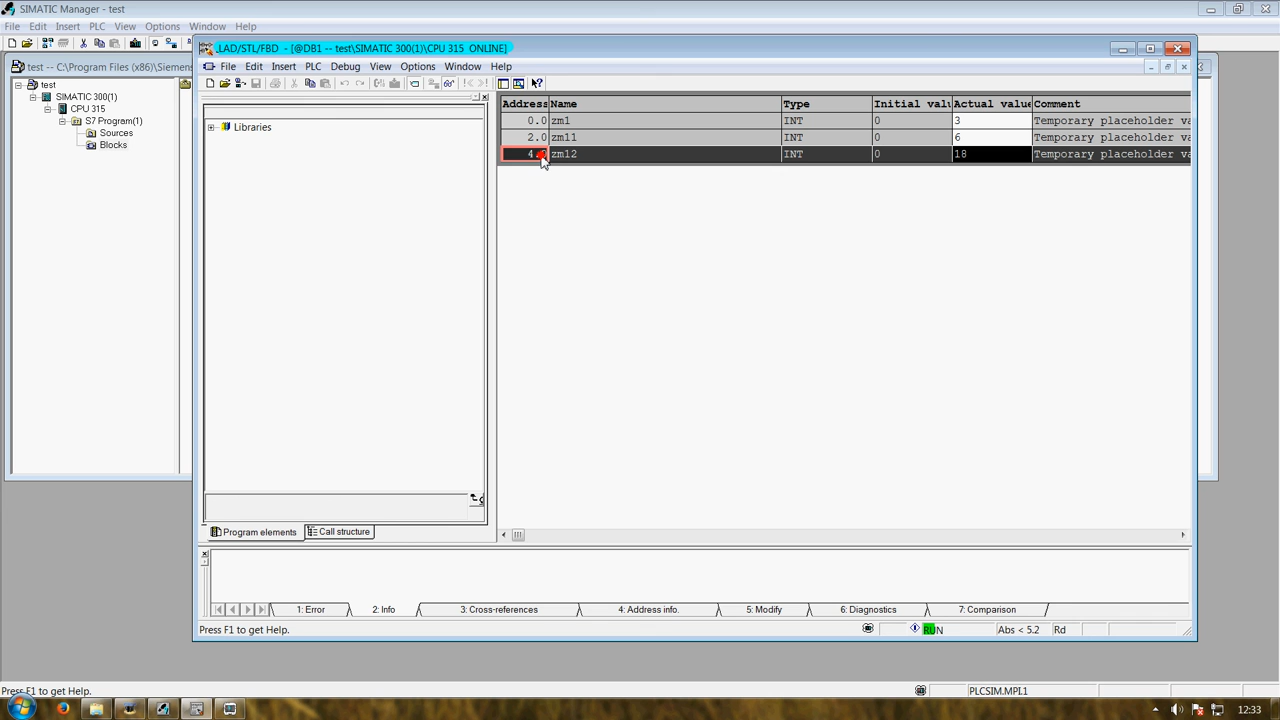 SIMATIC Manager - test
File Edit Insert PLC View Options Window Help
LAD/STL/FBD - [@DB1 -- test\SIMATIC 300(1)\CPU 315 ONLINE]
test -- C:\Program Files (x86)\Siemens
File Edit Insert PLC Debug View Options Window Help
test
SIMATIC 300(1)
CPU 315
S7 Program(1)
Sources
Blocks
Libraries
Address Name Type Initial valu Actual value Comment
0.0 zm1 INT 0 3 Temporary placeholder va
2.0 zm11 INT 0 6 Temporary placeholder va
zm12 INT 0 18 Temporary placeholder va
Program elements Call structure
1: Error 2: Info 3: Cross-references 4: Address info. 5: Modify 6: Diagnostics 7: Comparison
Press F1 to get Help. RUN Abs < 5.2 Rd
Press F1 to get Help. PLCSIM.MPI.1
12:33